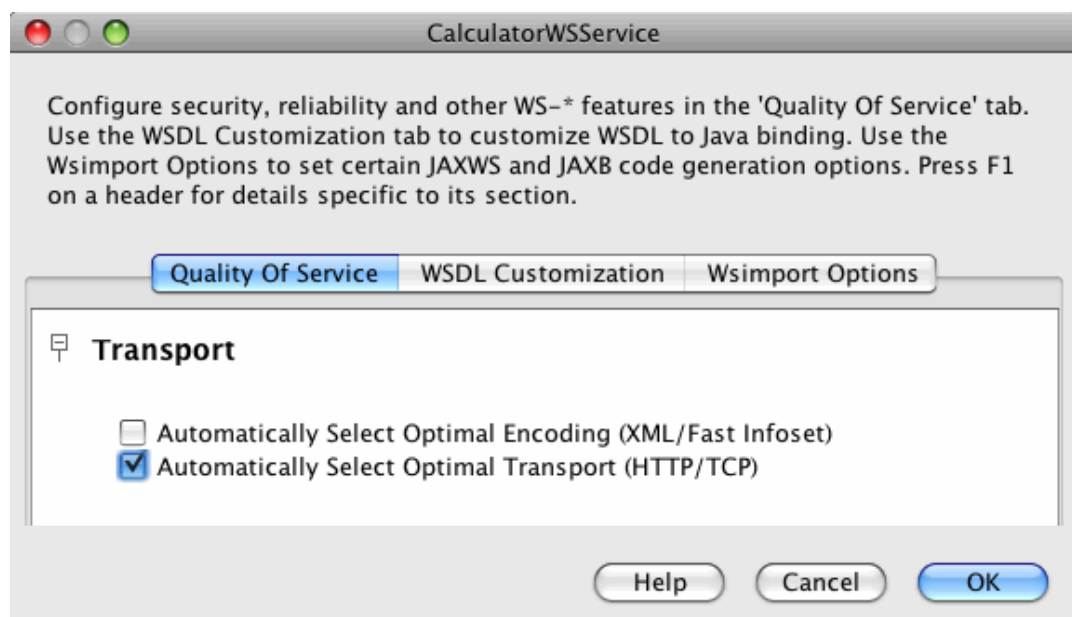 CalculatorWSService
Configure security, reliability and other WS-* features in the 'Quality Of Service' tab.
Use the WSDL Customization tab to customize WSDL to Java binding. Use the
Wsimport Options to set certain JAXWS and JAXB code generation options. Press F1
on a header for details specific to its section.
Quality Of Service WSDL Customization Wsimport Options
Transport
Automatically Select Optimal Encoding (XML/Fast Infoset)
Automatically Select Optimal Transport (HTTP/TCP)
Help Cancel OK